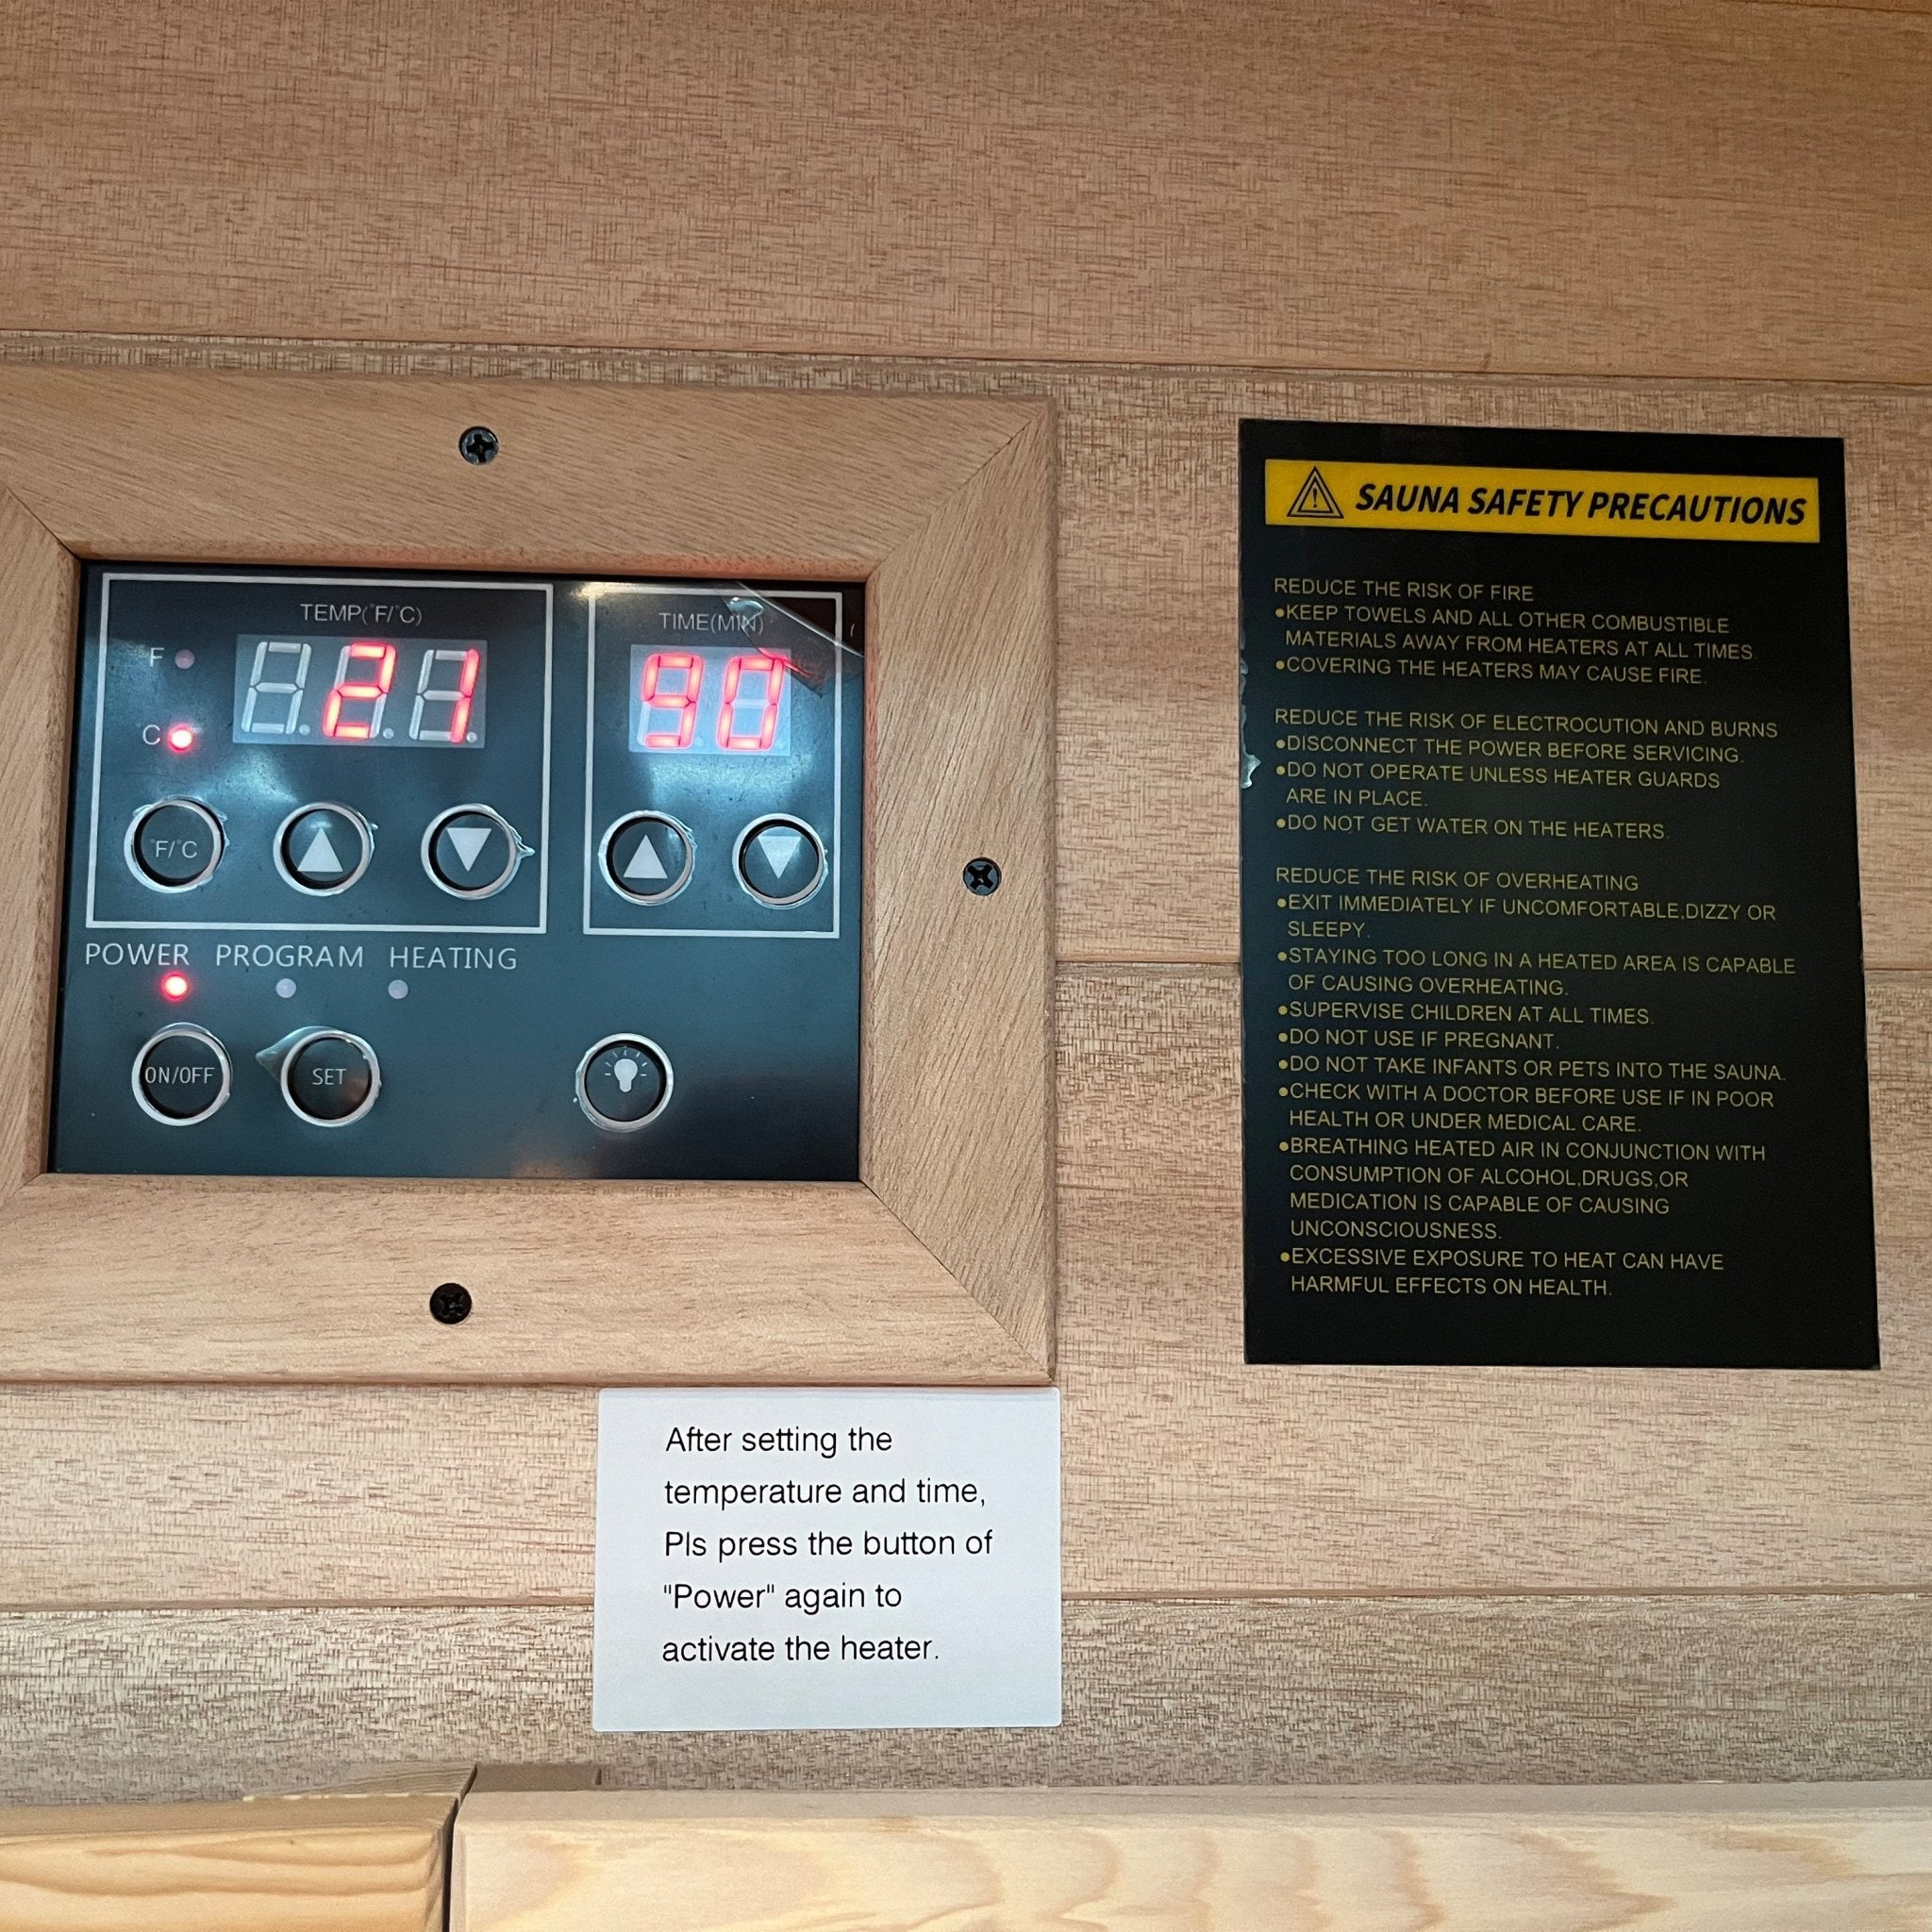 TEMP(°F/°C)
F
C
21
°F/°C
TIME(MIN)
90
POWER PROGRAM HEATING
ON/OFF SET
SAUNA SAFETY PRECAUTIONS
REDUCE THE RISK OF FIRE
●KEEP TOWELS AND ALL OTHER COMBUSTIBLE
MATERIALS AWAY FROM HEATERS AT ALL TIMES.
●COVERING THE HEATERS MAY CAUSE FIRE.
REDUCE THE RISK OF ELECTROCUTION AND BURNS
●DISCONNECT THE POWER BEFORE SERVICING.
●DO NOT OPERATE UNLESS HEATER GUARDS
ARE IN PLACE.
●DO NOT GET WATER ON THE HEATERS.
REDUCE THE RISK OF OVERHEATING
●EXIT IMMEDIATELY IF UNCOMFORTABLE,DIZZY OR
SLEEPY.
●STAYING TOO LONG IN A HEATED AREA IS CAPABLE
OF CAUSING OVERHEATING.
●SUPERVISE CHILDREN AT ALL TIMES.
●DO NOT USE IF PREGNANT.
●DO NOT TAKE INFANTS OR PETS INTO THE SAUNA.
●CHECK WITH A DOCTOR BEFORE USE IF IN POOR
HEALTH OR UNDER MEDICAL CARE.
●BREATHING HEATED AIR IN CONJUNCTION WITH
CONSUMPTION OF ALCOHOL,DRUGS,OR
MEDICATION IS CAPABLE OF CAUSING
UNCONSCIOUSNESS.
●EXCESSIVE EXPOSURE TO HEAT CAN HAVE
HARMFUL EFFECTS ON HEALTH.
After setting the
temperature and time,
Pls press the button of
"Power" again to
activate the heater.